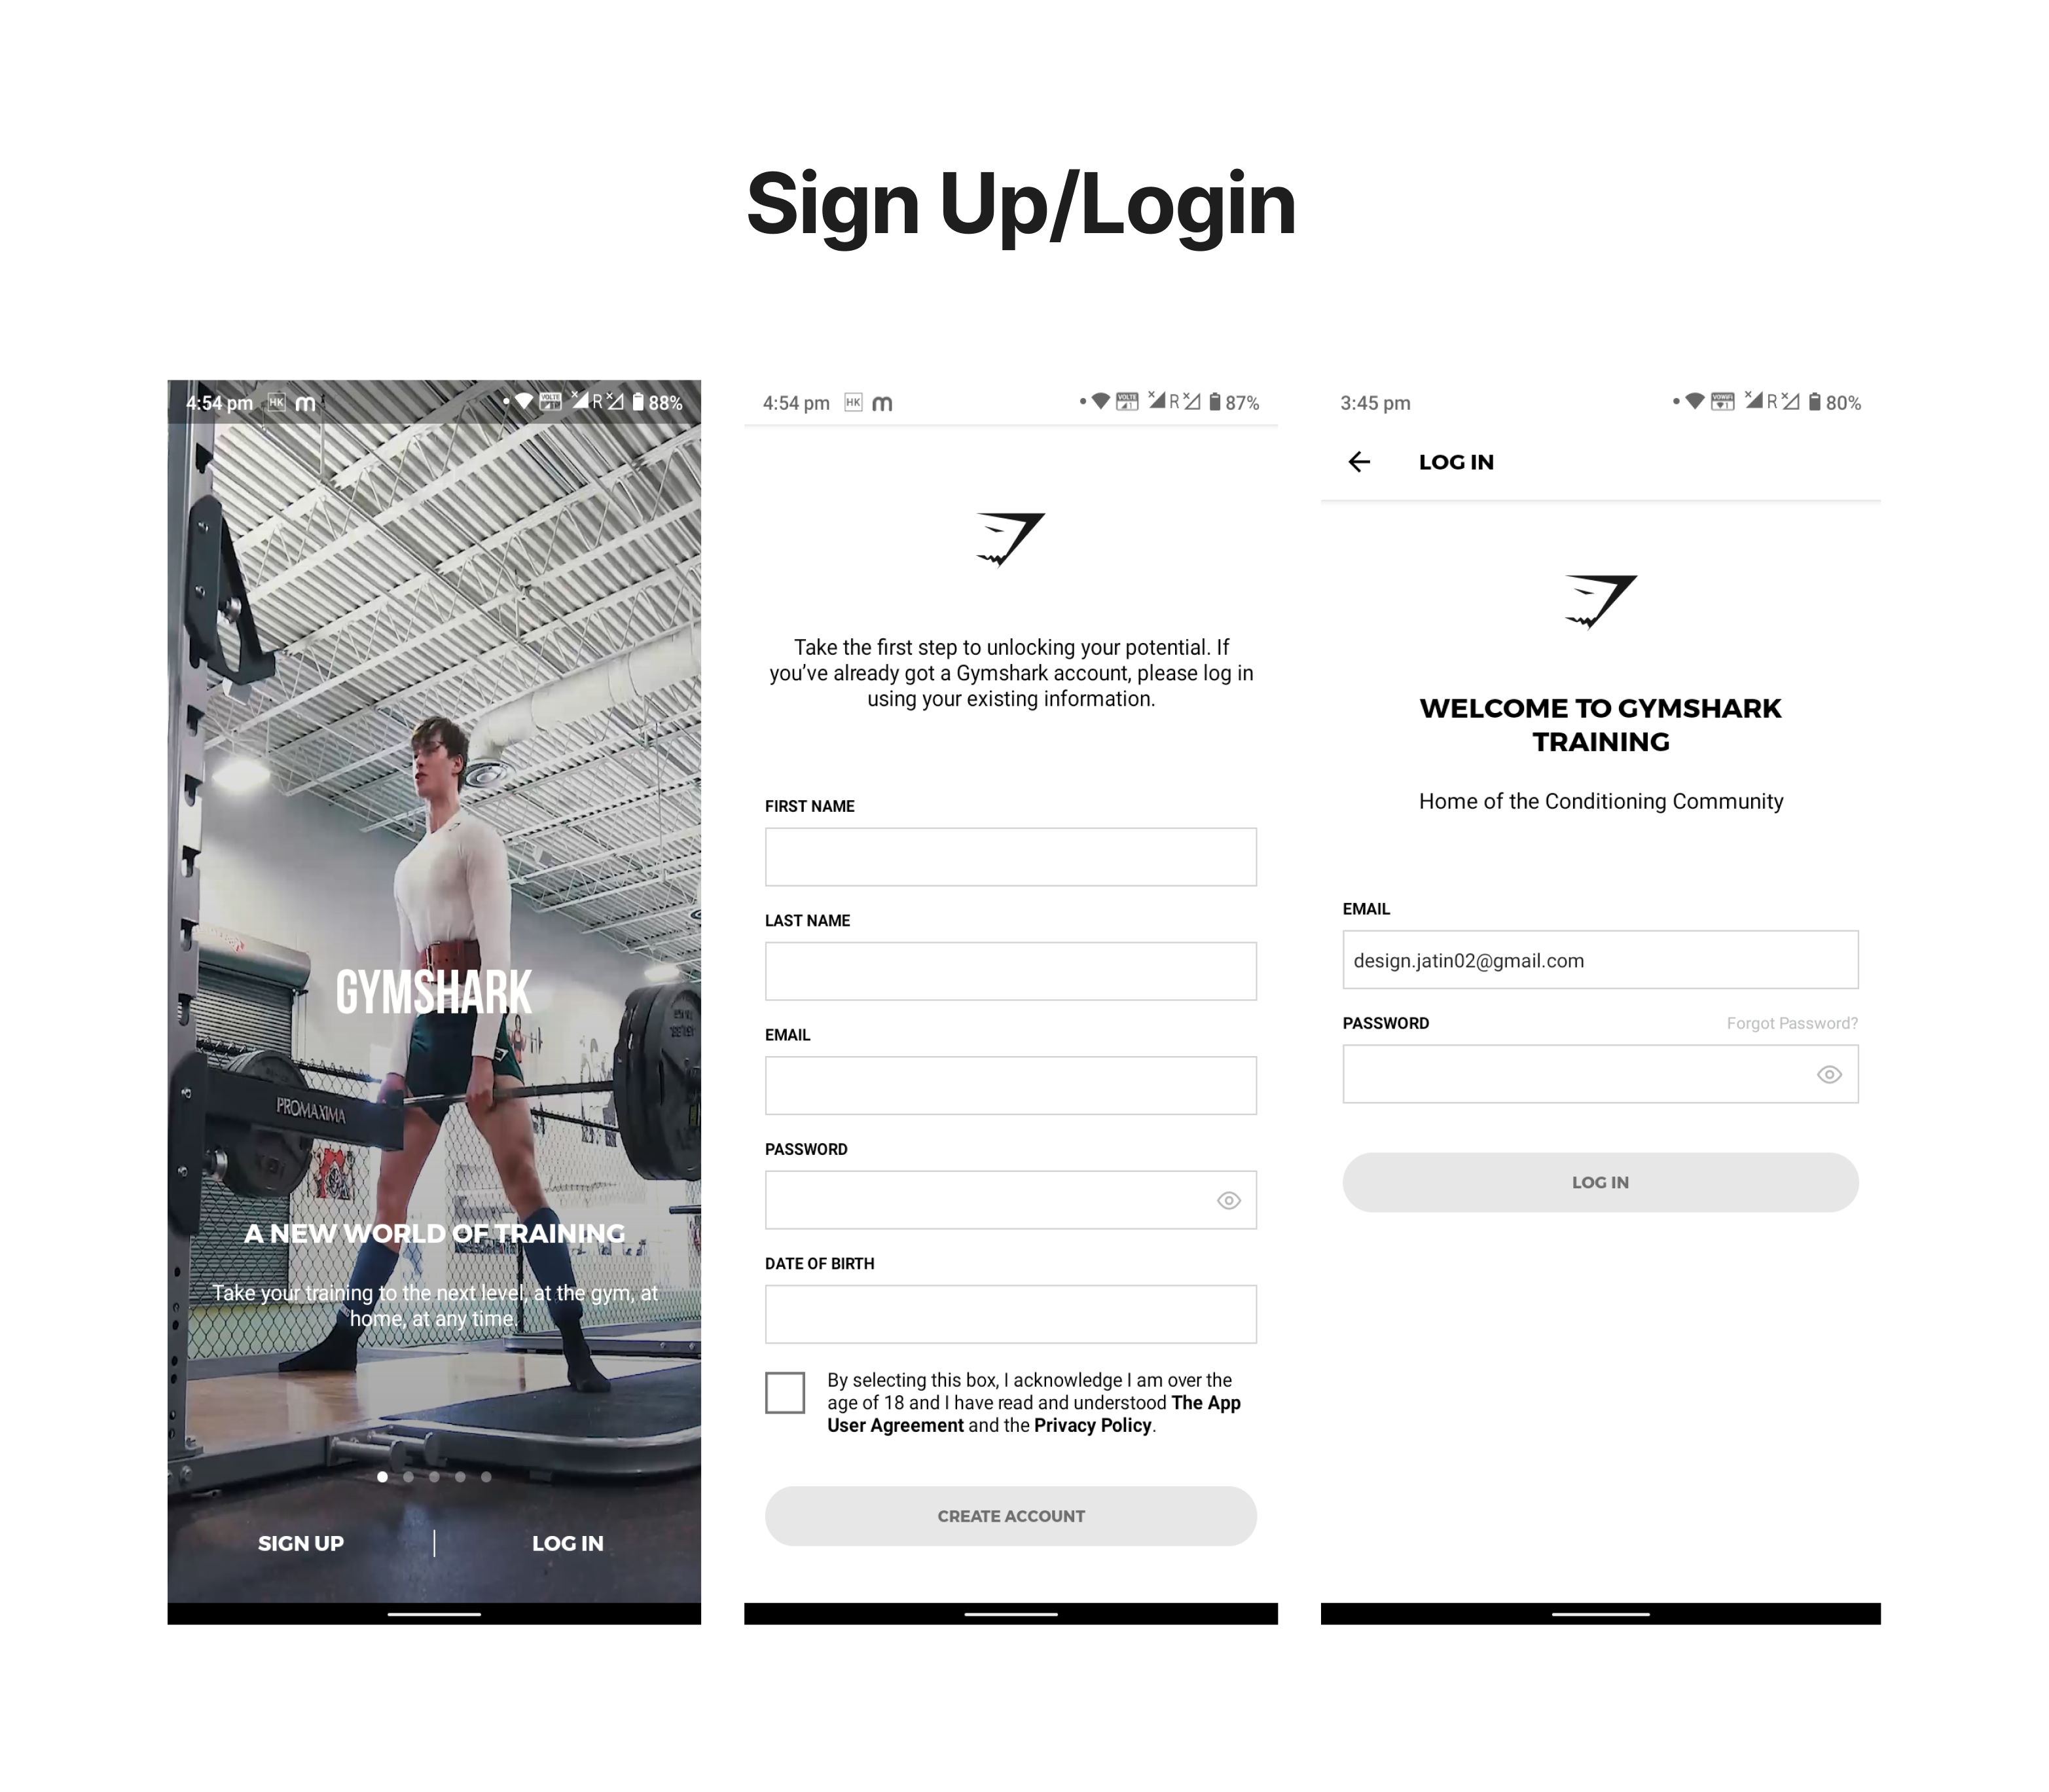 Sign Up/Login
4:54 pm HK m
VOLTE R 88%
GYMSHARK
PROMAXIMA
A NEW WORLD OF TRAINING
Take your training to the next level, at the gym, at
home, at any time.
SIGN UP | LOG IN
4:54 pm HK m
VOLTE R 87%
Take the first step to unlocking your potential. If
you’ve already got a Gymshark account, please log in
using your existing information.
FIRST NAME
LAST NAME
EMAIL
PASSWORD
DATE OF BIRTH
By selecting this box, I acknowledge I am over the
age of 18 and I have read and understood The App
User Agreement and the Privacy Policy.
CREATE ACCOUNT
3:45 pm
VOWIFI R 80%
LOG IN
WELCOME TO GYMSHARK
TRAINING
Home of the Conditioning Community
EMAIL
design.jatin02@gmail.com
PASSWORD Forgot Password?
LOG IN